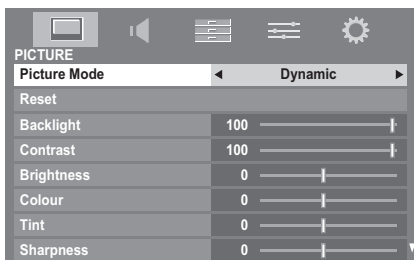 PICTURE
Picture Mode Dynamic
Reset
Backlight 100
Contrast 100
Brightness 0
Colour 0
Tint 0
Sharpness 0